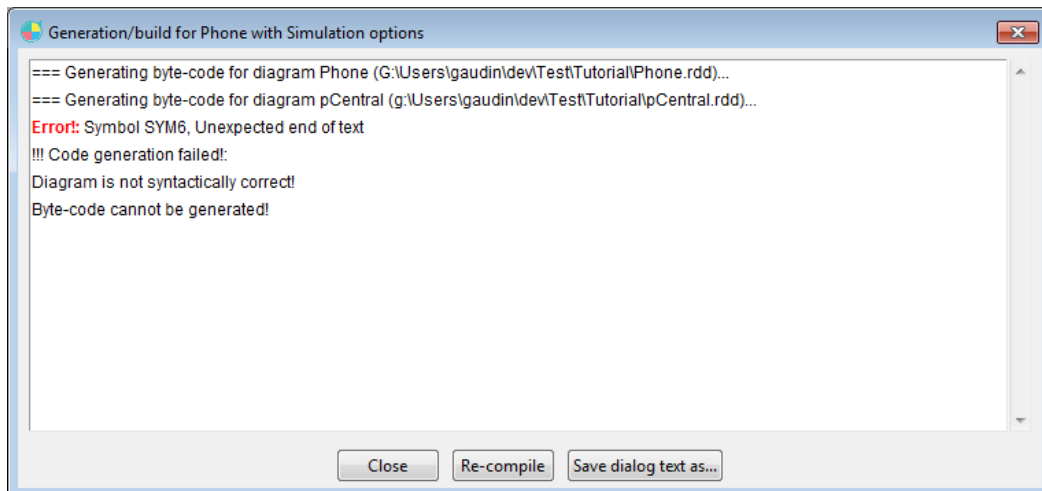 Generation/build for Phone with Simulation options
=== Generating byte-code for diagram Phone (G:\Users\gaudin\dev\Test\Tutorial\Phone.rdd)...
=== Generating byte-code for diagram pCentral (g:\Users\gaudin\dev\Test\Tutorial\pCentral.rdd)...
Error!: Symbol SYM6, Unexpected end of text
!!! Code generation failed!:
Diagram is not syntactically correct!
Byte-code cannot be generated!
Close Re-compile Save dialog text as...